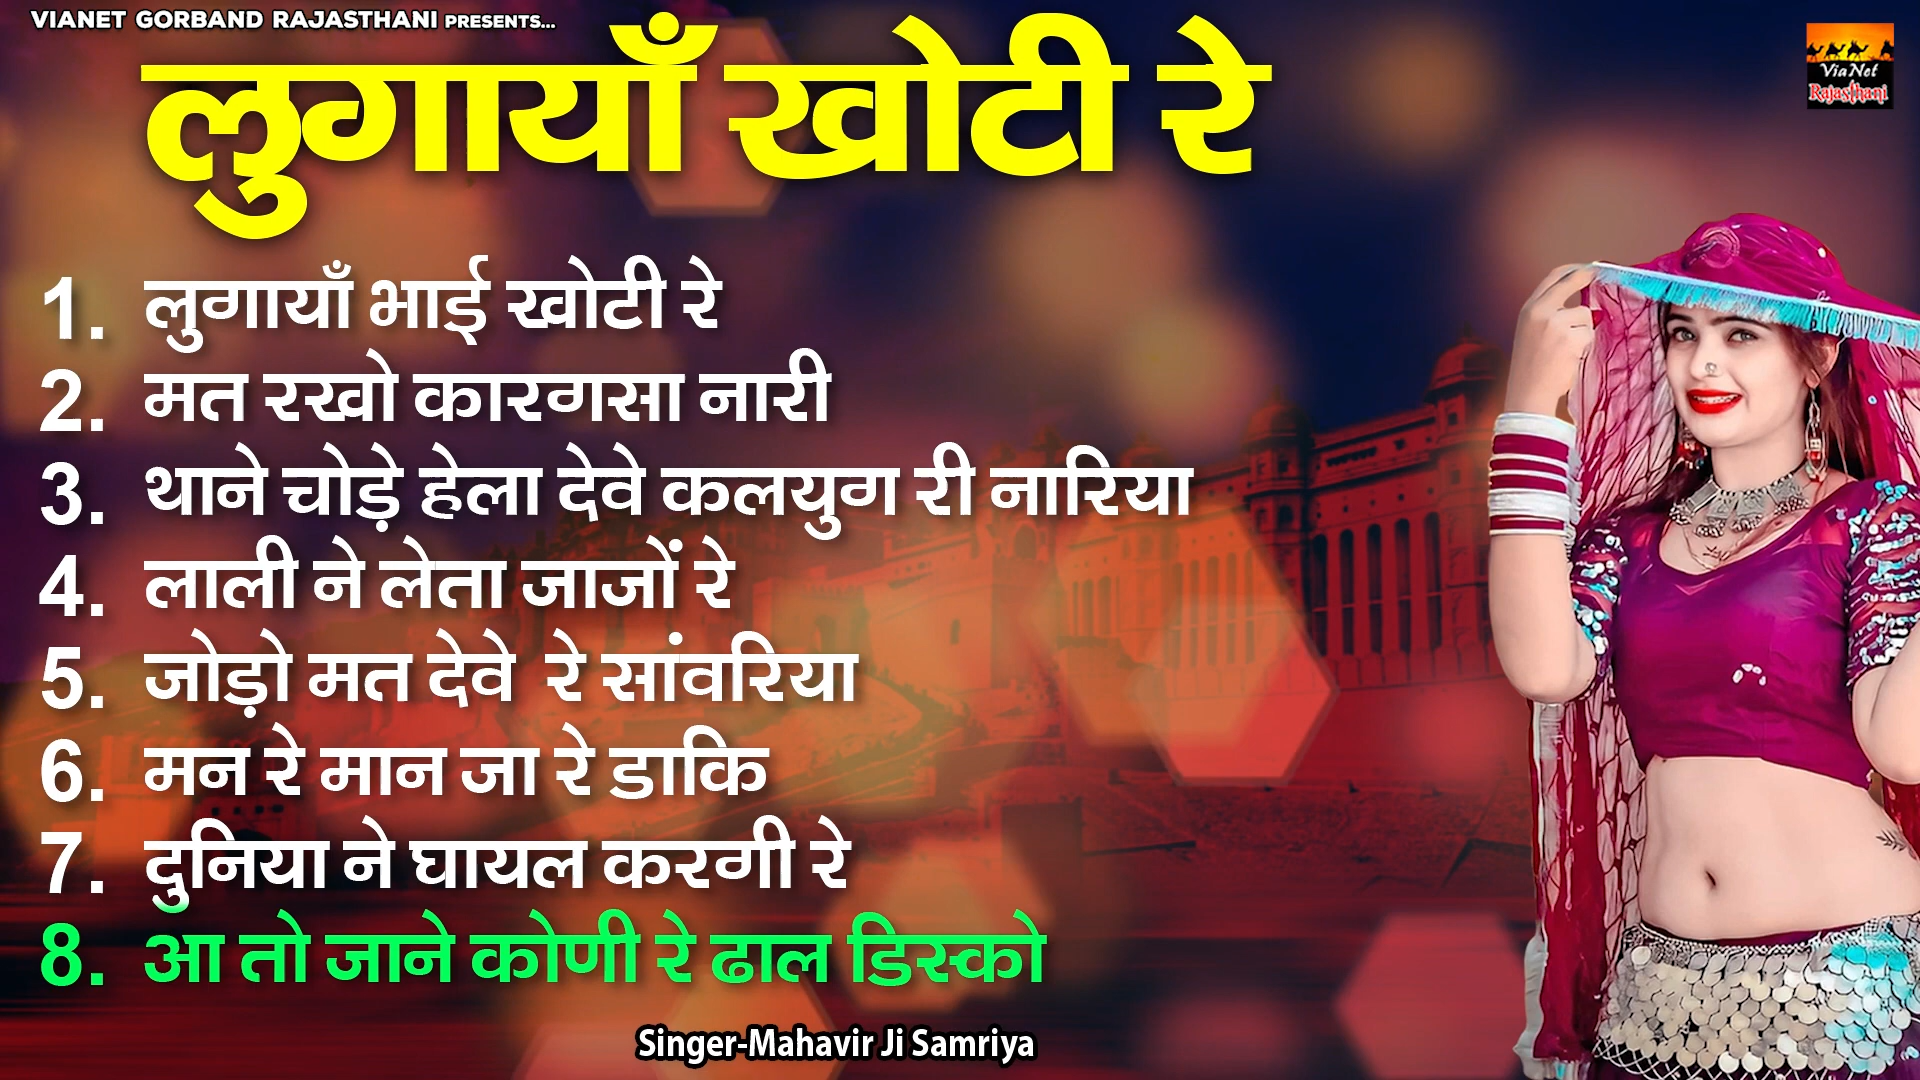 VIANET GORBAND RAJASTHANI PRESENTS...
लुगायाँ खोटी रे
ViaNet
Rajasthani
1. लुगायाँ भाई खोटी रे
2. मत रखो कारगसा नारी
3. थाने चोड़े हेला देवे कलयुग री नारिया
4. लाली ने लेता जाजों रे
5. जोड़ो मत देवे रे सांवरिया
6. मन रे मान जा रे डाकि
7. दुनिया ने घायल करगी रे
8. आ तो जाने कोणी रे ढाल डिस्को
Singer-Mahavir Ji Samriya